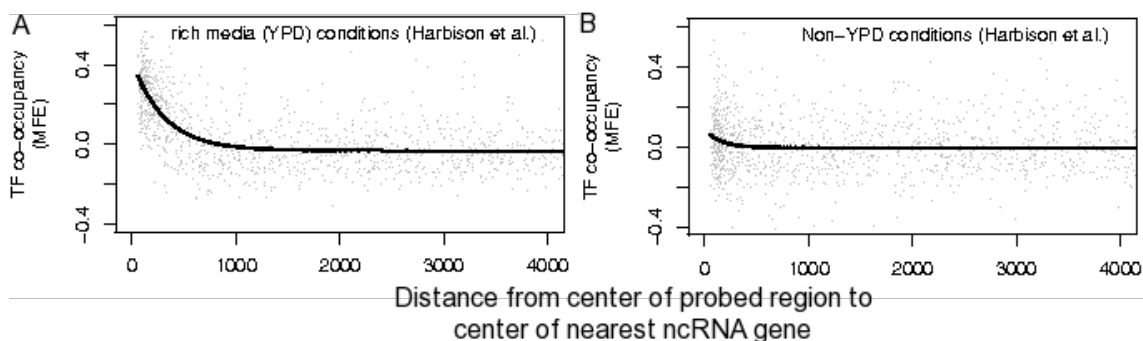 A
rich media (YPD) conditions (Harbison et al.)
TF co-occupancy
(MFE)
0.4
0.0
-0.4
0
1000
2000
3000
4000
B
Non-YPD conditions (Harbison et al.)
TF co-occupancy
(MFE)
0.4
0.0
-0.4
0
1000
2000
3000
4000
Distance from center of probed region to
center of nearest ncRNA gene